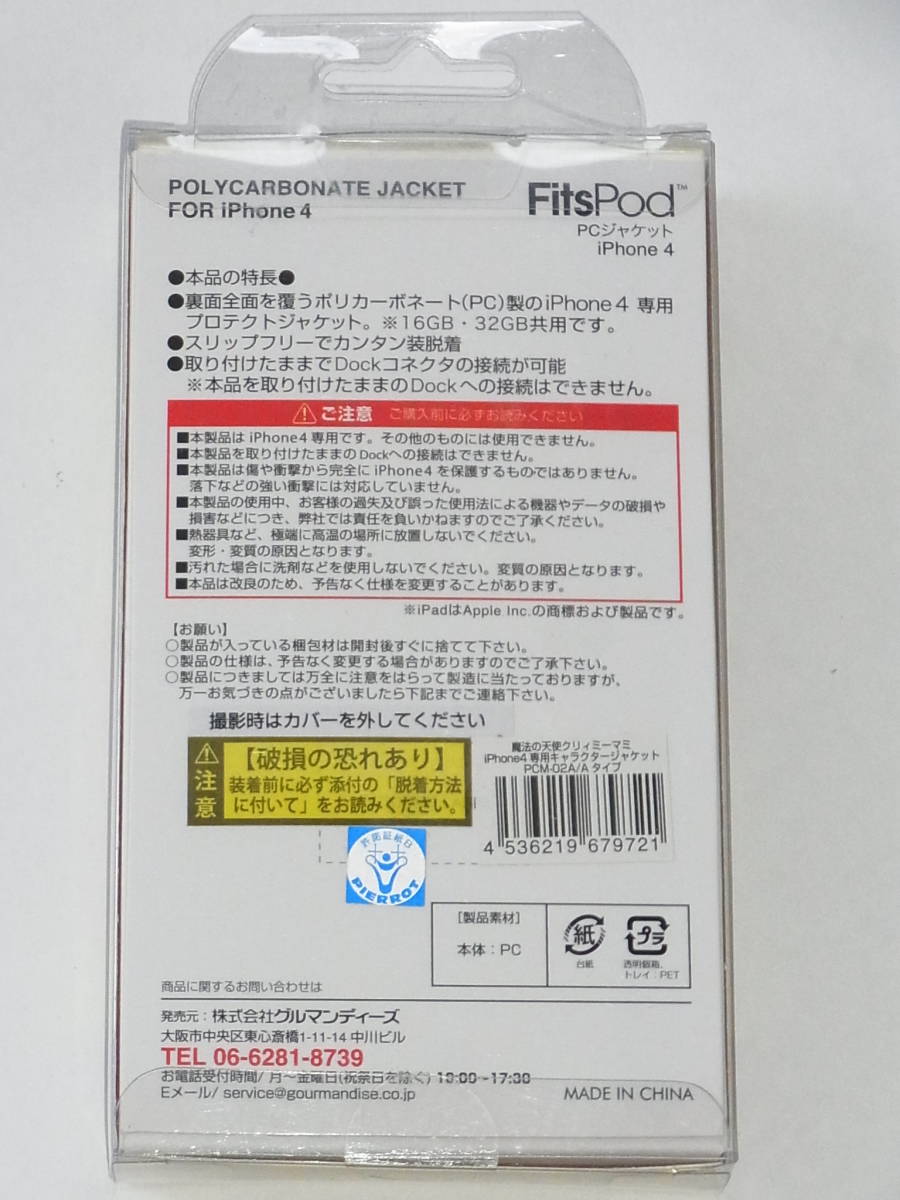 POLYCARBONATE JACKET
FOR iPhone 4
FitsPod™
PCジャケット
iPhone 4
●本品の特長●
●裏面全面を覆うポリカーボネート(PC)製のiPhone 4 専用
プロテクトジャケット。※16GB・32GB共用です。
●スリップフリーでカンタン装脱着
●取り付けたままでDockコネクタの接続が可能
※本品を取り付けたままのDockへの接続はできません。
ご注意 ご購入前に必ずお読みください
■本製品は iPhone4 専用です。その他のものには使用できません。
■本製品を取り付けたままの Dockへの接続はできません。
■本製品は傷や衝撃から完全に iPhone4 を保護するものではありません。
落下などの強い衝撃には対応していません。
■本製品の使用中、お客様の過失及び誤った使用法による機器やデータの破損や
損害などにつき、弊社では責任を負いかねますのでご了承ください。
■熱器具など、極端に高温の場所に放置しないでください。
変形・変質の原因となります。
■汚れた場合に洗剤などを使用しないでください。変質の原因となります。
■本品は改良のため、予告なく仕様を変更することがあります。
※iPadはApple Inc.の商標および製品です。
【お願い】
○製品が入っている梱包材は開封後すぐに捨てて下さい。
○製品の仕様は、予告なく変更する場合がありますのでご了承下さい。
○製品につきましては万全に注意をはらって製造に当たっておりますが、
万一お気づきの点がございましたら下記までご連絡下さい。
撮影時はカバーを外してください
注意
【破損の恐れあり】
装着前に必ず添付の「脱着方法
に付いて」をお読みください。
魔法の天使クリィミーマミ
iPhone4 専用キャラクタージャケット
PCM-02A/A タイプ
4 536219 679721
許諾証紙日
PIERROT
[製品素材]
本体：PC
紙
台紙
プラ
透明個箱、
トレイ：PET
商品に関するお問い合わせは
発売元：株式会社グルマンディーズ
大阪市中央区東心斎橋1-11-14 中川ビル
TEL 06-6281-8739
お電話受付時間/ 月〜金曜日(祝祭日を除く) 10:00~17:30
Eメール/ service@gourmandise.co.jp
MADE IN CHINA